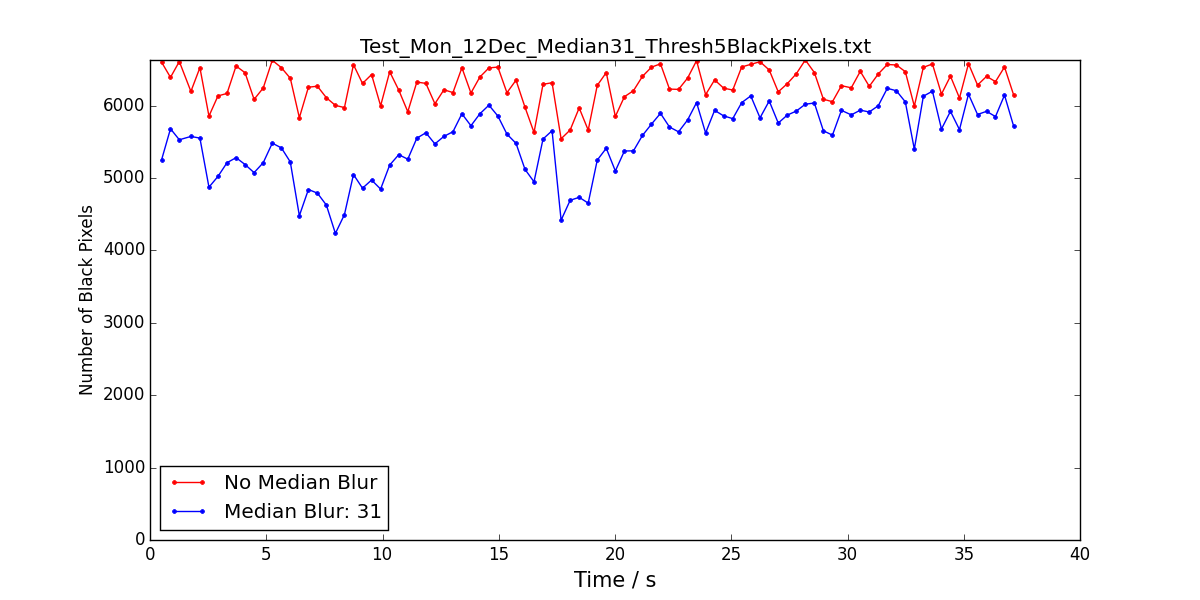 Test_Mon_12Dec_Median31_Thresh5BlackPixels.txt
Number of Black Pixels
6000
5000
4000
3000
2000
1000
0
No Median Blur
Median Blur: 31
0 5 10 15 20 25 30 35 40
Time / s